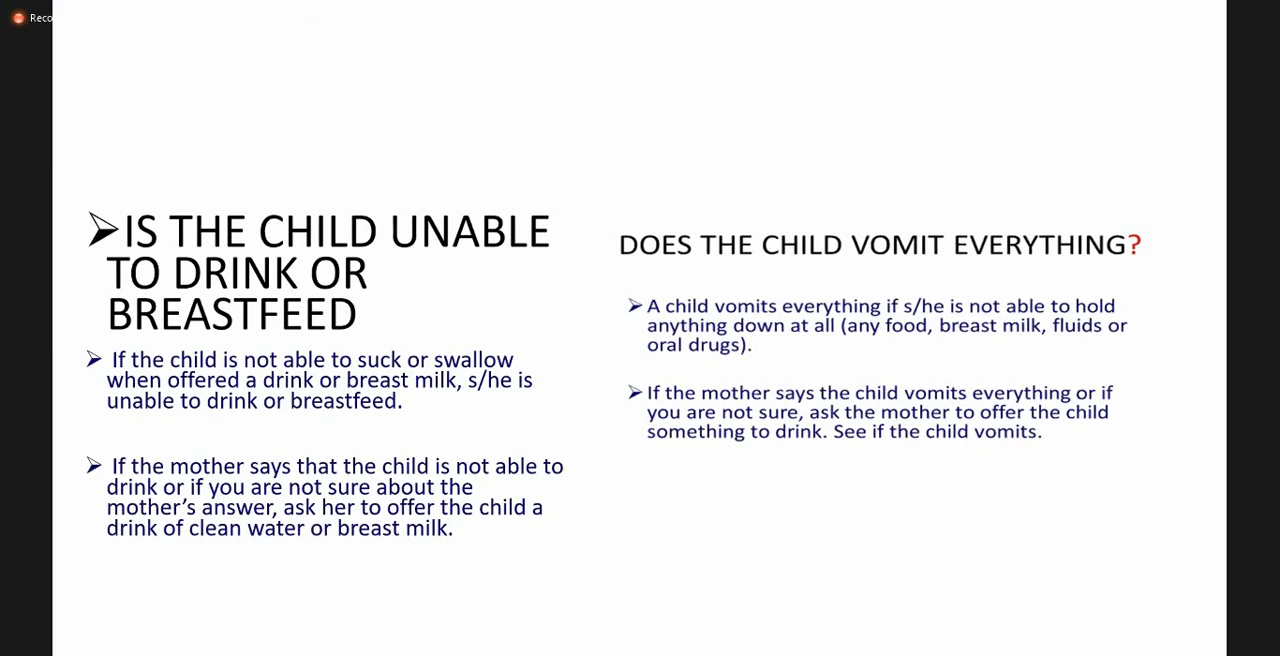 Reco
➢IS THE CHILD UNABLE
TO DRINK OR
BREASTFEED
➢ If the child is not able to suck or swallow
when offered a drink or breast milk, s/he is
unable to drink or breastfeed.
➢ If the mother says that the child is not able to
drink or if you are not sure about the
mother’s answer, ask her to offer the child a
drink of clean water or breast milk.
DOES THE CHILD VOMIT EVERYTHING?
➢A child vomits everything if s/he is not able to hold
anything down at all (any food, breast milk, fluids or
oral drugs).
➢If the mother says the child vomits everything or if
you are not sure, ask the mother to offer the child
something to drink. See if the child vomits.